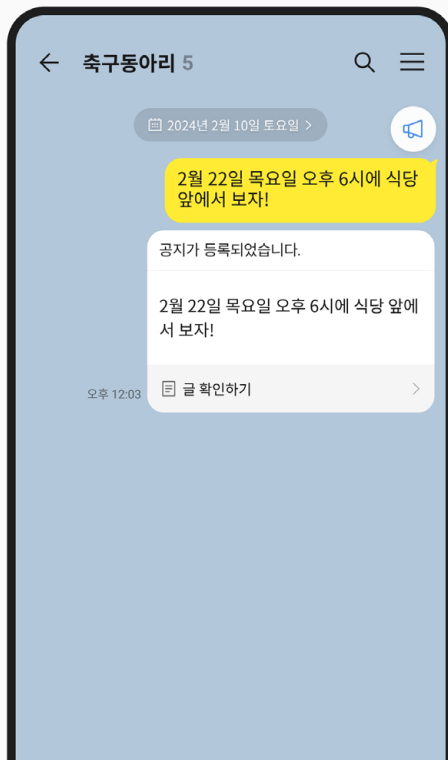 축구동아리 5
2024년 2월 10일 토요일 >
2월 22일 목요일 오후 6시에 식당
앞에서 보자!
공지가 등록되었습니다.
2월 22일 목요일 오후 6시에 식당 앞에
서 보자!
오후 12:03
글 확인하기 >